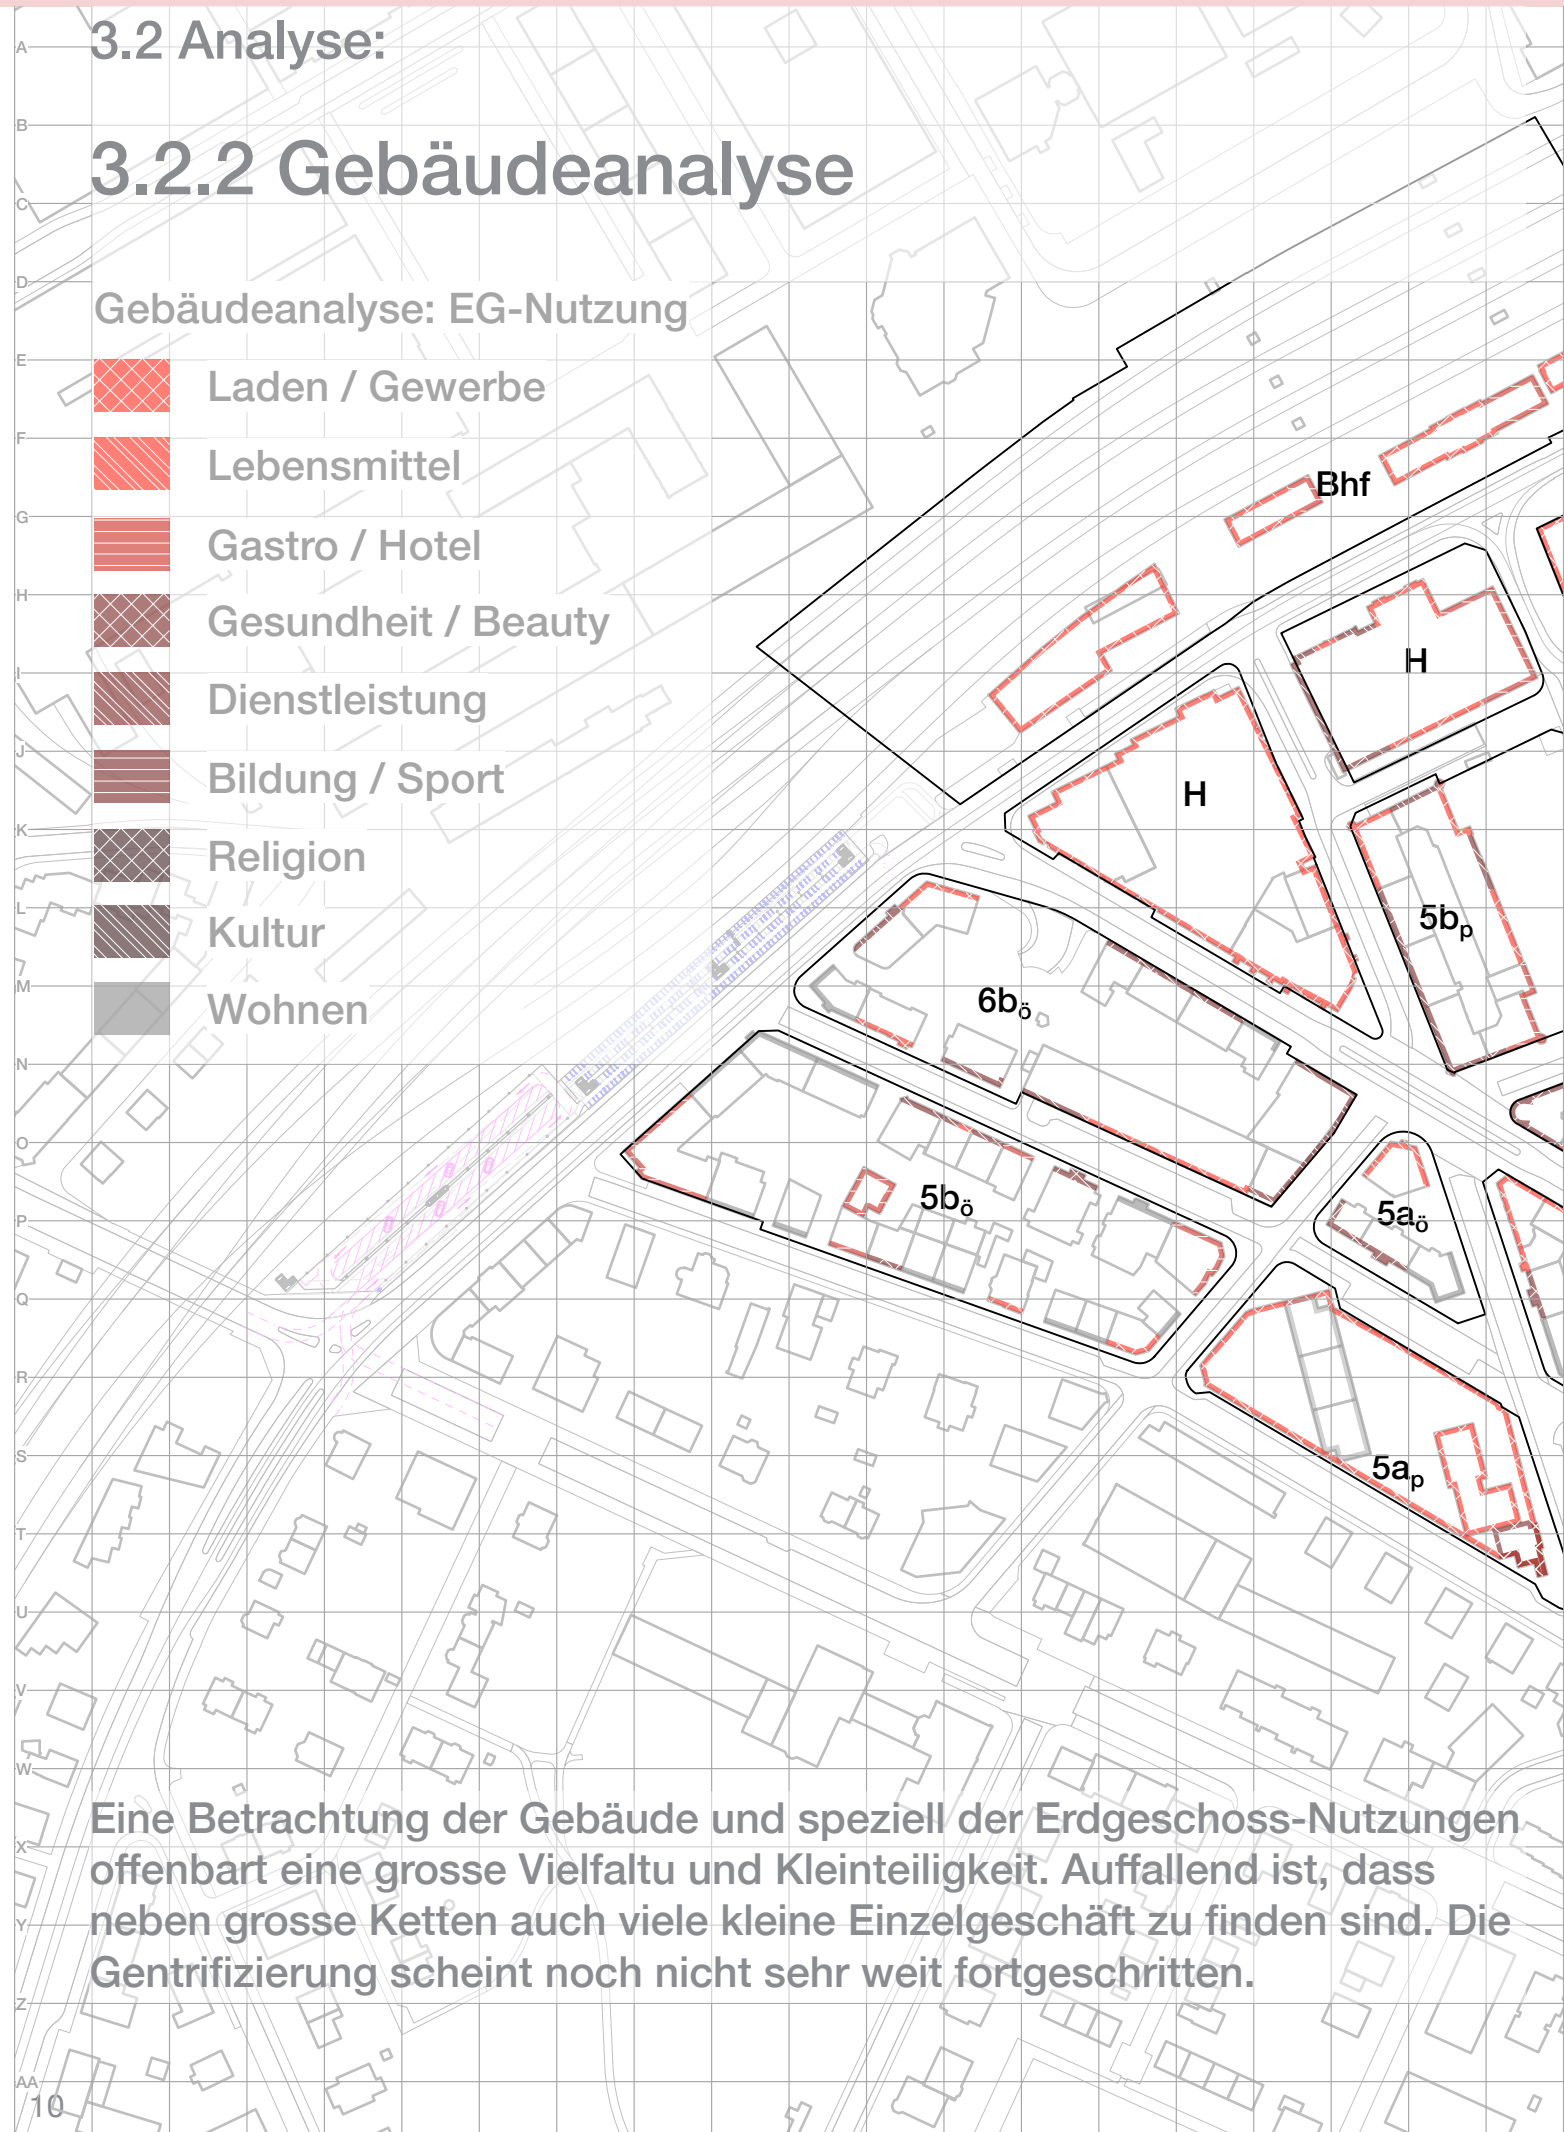 3.2 Analyse:
3.2.2 Gebäudeanalyse
Gebäudeanalyse: EG-Nutzung
Laden / Gewerbe
Lebensmittel
Gastro / Hotel
Gesundheit / Beauty
Dienstleistung
Bildung / Sport
Religion
Kultur
Wohnen
A
B
C
D
E
F
G
H
I
J
K
L
M
N
O
P
Q
R
S
T
U
V
W
X
Y
Z
AA
Bhf
H
H
5bp
6bö
5bö
5aö
5ap
Eine Betrachtung der Gebäude und speziell der Erdgeschoss-Nutzungen
offenbart eine grosse Vielfaltu und Kleinteiligkeit. Auffallend ist, dass
neben grosse Ketten auch viele kleine Einzelgeschäft zu finden sind. Die
Gentrifizierung scheint noch nicht sehr weit fortgeschritten.
10